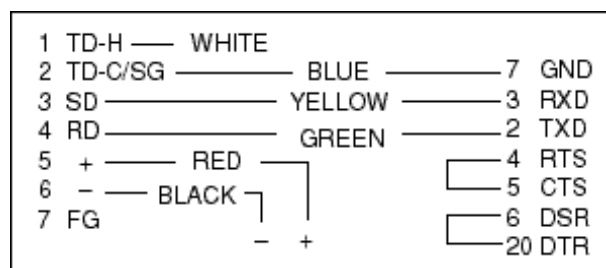 1 TD-H WHITE
2 TD-C/SG BLUE 7 GND
3 SD YELLOW 3 RXD
4 RD GREEN 2 TXD
5 + RED 4 RTS
6 – BLACK 5 CTS
7 FG 6 DSR
– + 20 DTR